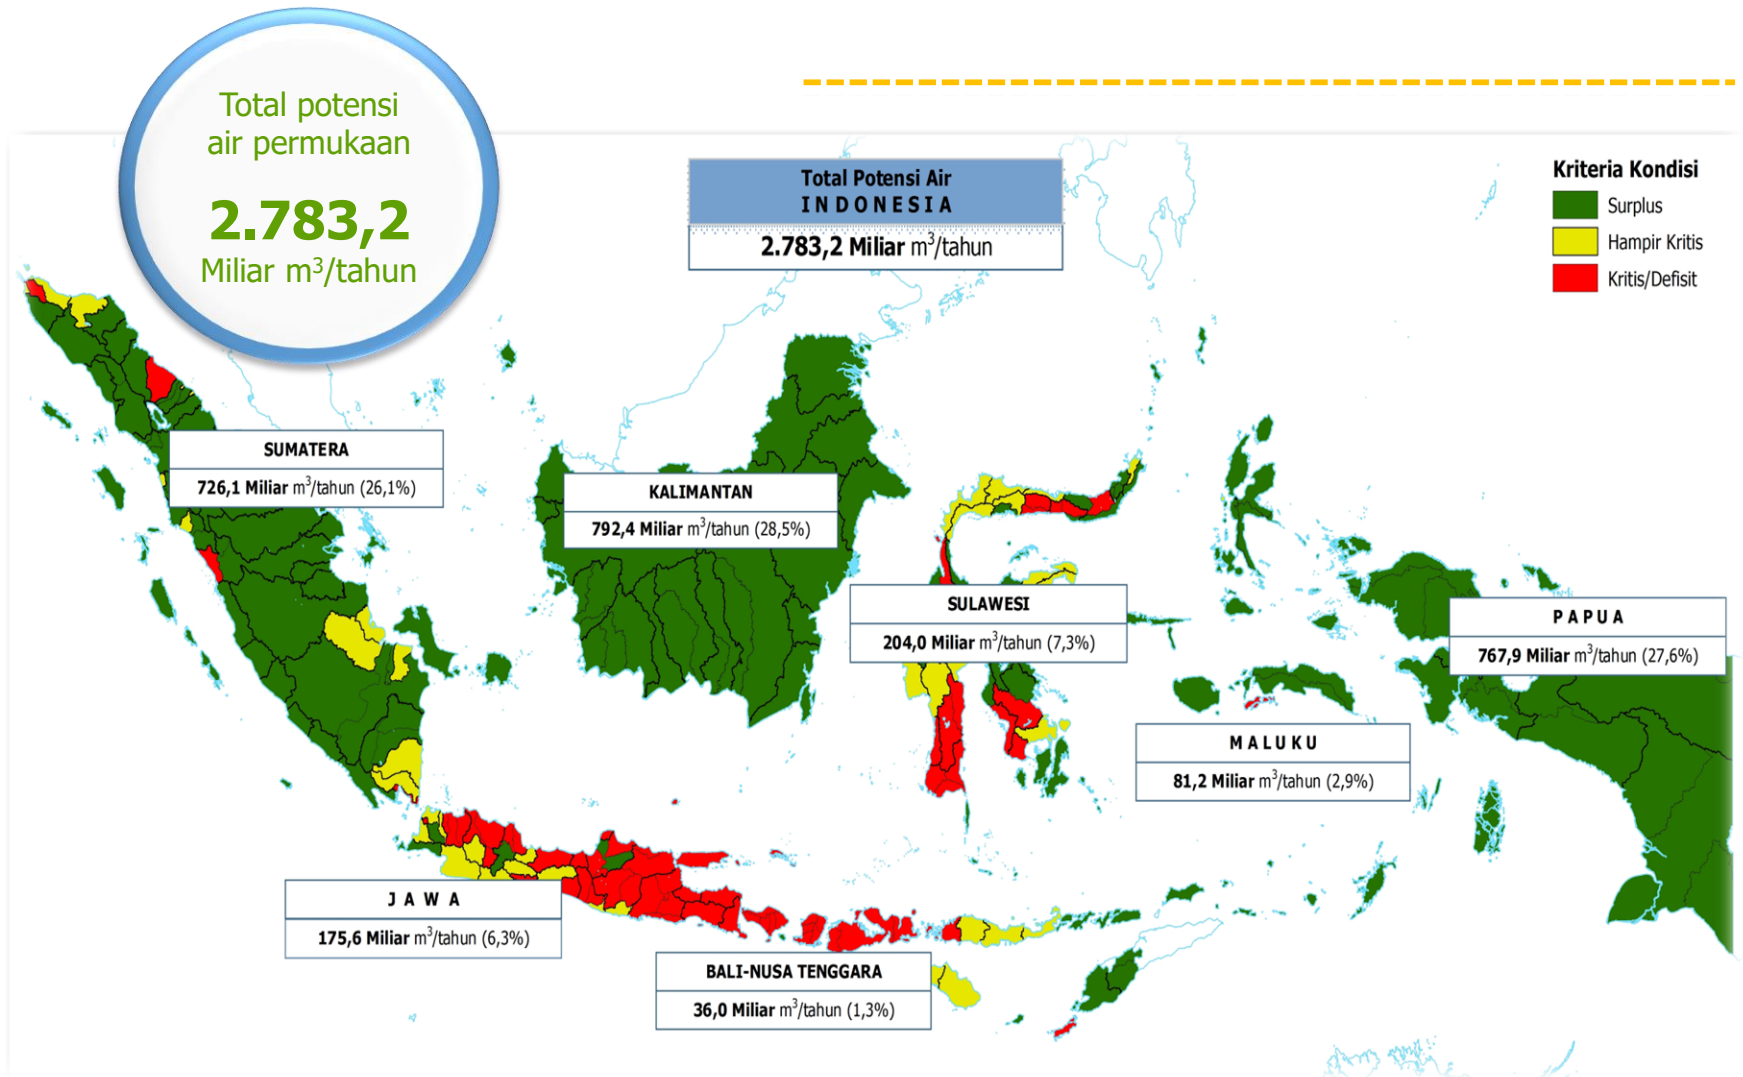 Total potensi
air permukaan
2.783,2
Miliar m³/tahun
Total Potensi Air
I N D O N E S I A
2.783,2 Miliar m³/tahun
Kriteria Kondisi
Surplus
Hampir Kritis
Kritis/Defisit
SUMATERA
726,1 Miliar m³/tahun (26,1%)
KALIMANTAN
792,4 Miliar m³/tahun (28,5%)
SULAWESI
204,0 Miliar m³/tahun (7,3%)
P A P U A
767,9 Miliar m³/tahun (27,6%)
M A L U K U
81,2 Miliar m³/tahun (2,9%)
J A W A
175,6 Miliar m³/tahun (6,3%)
BALI-NUSA TENGGARA
36,0 Miliar m³/tahun (1,3%)